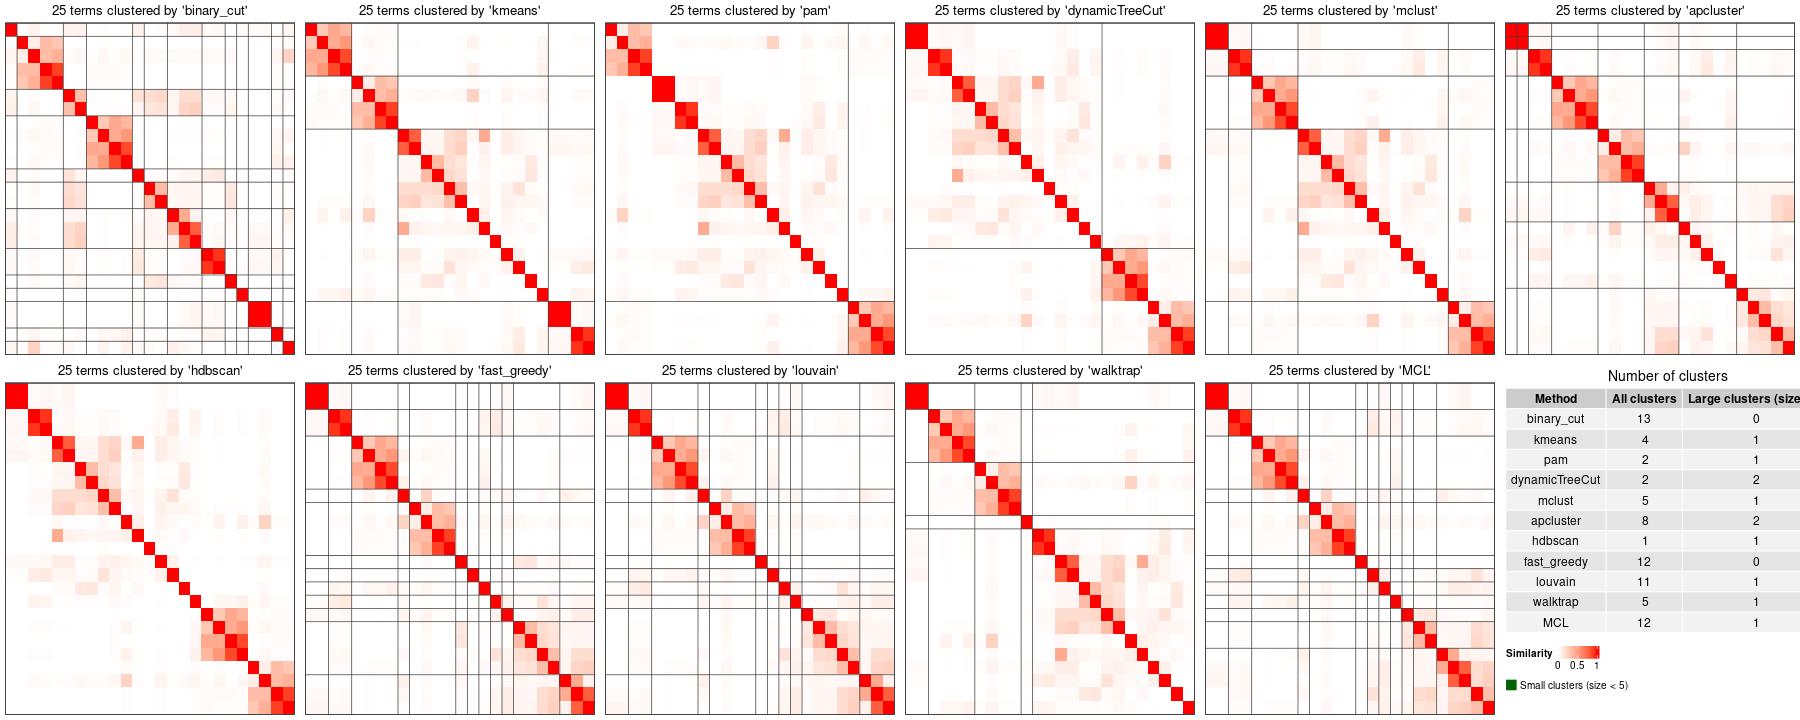 25 terms clustered by 'binary_cut'
25 terms clustered by 'kmeans'
25 terms clustered by 'pam'
25 terms clustered by 'dynamicTreeCut'
25 terms clustered by 'mclust'
25 terms clustered by 'apcluster'
25 terms clustered by 'hdbscan'
25 terms clustered by 'fast_greedy'
25 terms clustered by 'louvain'
25 terms clustered by 'walktrap'
25 terms clustered by 'MCL'
Number of clusters
Method All clusters Large clusters (size
binary_cut 13 0
kmeans 4 1
pam 2 1
dynamicTreeCut 2 2
mclust 5 1
apcluster 8 2
hdbscan 1 1
fast_greedy 12 0
louvain 11 1
walktrap 5 1
MCL 12 1
Similarity
0 0.5 1
Small clusters (size < 5)